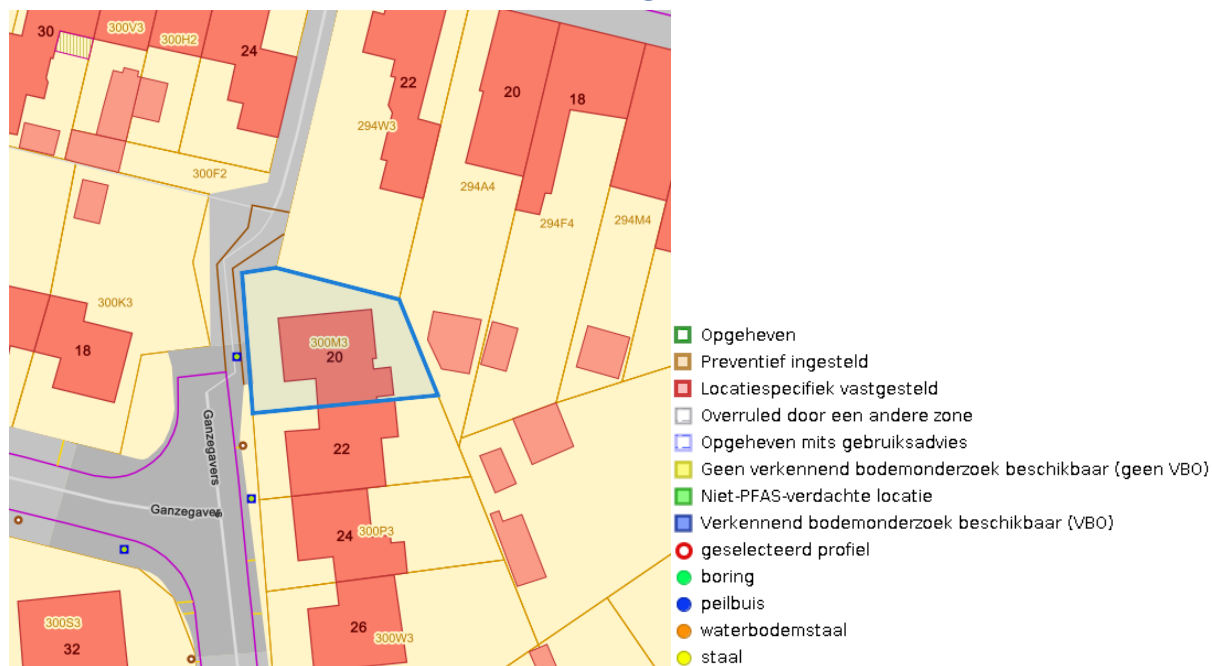 30
300V3
300H2
24
22
20
18
294W3
300F2
294A4
294F4
294M4
300K3
18
300M3
20
Ganzegavers
22
Ganzegavers
24
300P3
300S3
32
26
300W3
Opgeheven
Preventief ingesteld
Locatiespecifiek vastgesteld
Overruled door een andere zone
Opgeheven mits gebruiksadvies
Geen verkennend bodemonderzoek beschikbaar (geen VBO)
Niet-PFAS-verdachte locatie
Verkennend bodemonderzoek beschikbaar (VBO)
geselecteerd profiel
boring
peilbuis
waterbodemstaal
staal